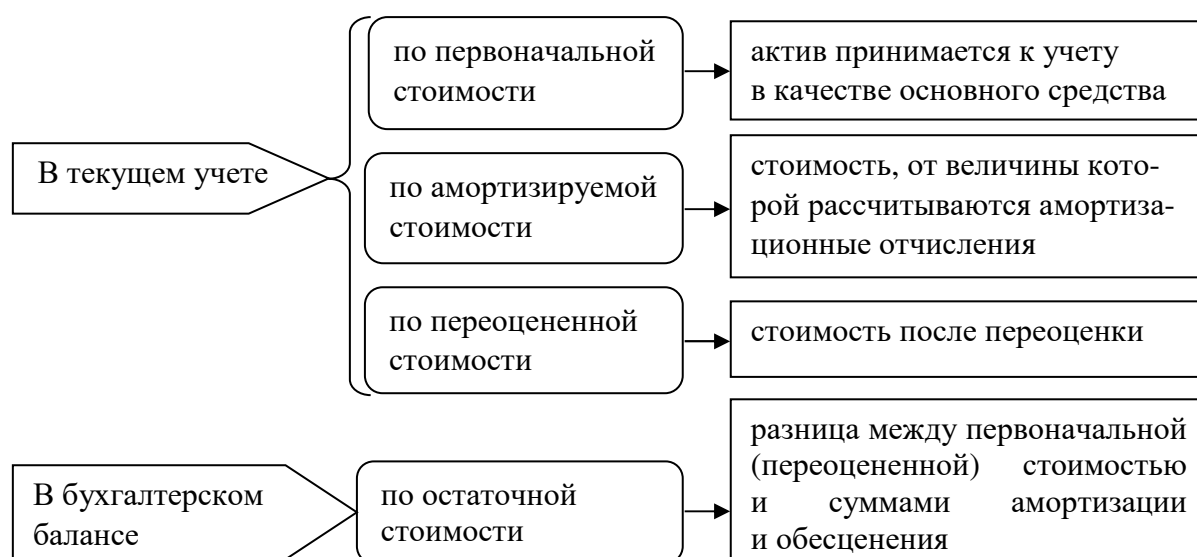 В текущем учете
по первоначальной
стоимости
актив принимается к учету
в качестве основного средства
по амортизируемой
стоимости
стоимость, от величины кото-
рой рассчитываются амортиза-
ционные отчисления
по переоцененной
стоимости
стоимость после переоценки
В бухгалтерском
балансе
по остаточной
стоимости
разница между первоначальной
(переоцененной) стоимостью
и суммами амортизации
и обесценения